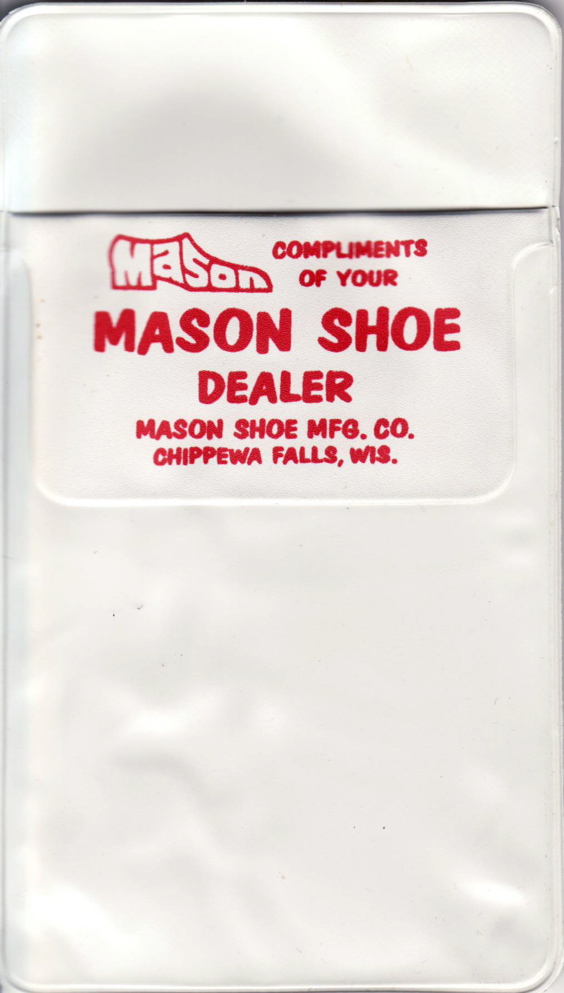 Mason
COMPLIMENTS
OF YOUR
MASON SHOE
DEALER
MASON SHOE MFG. CO.
CHIPPEWA FALLS, WIS.